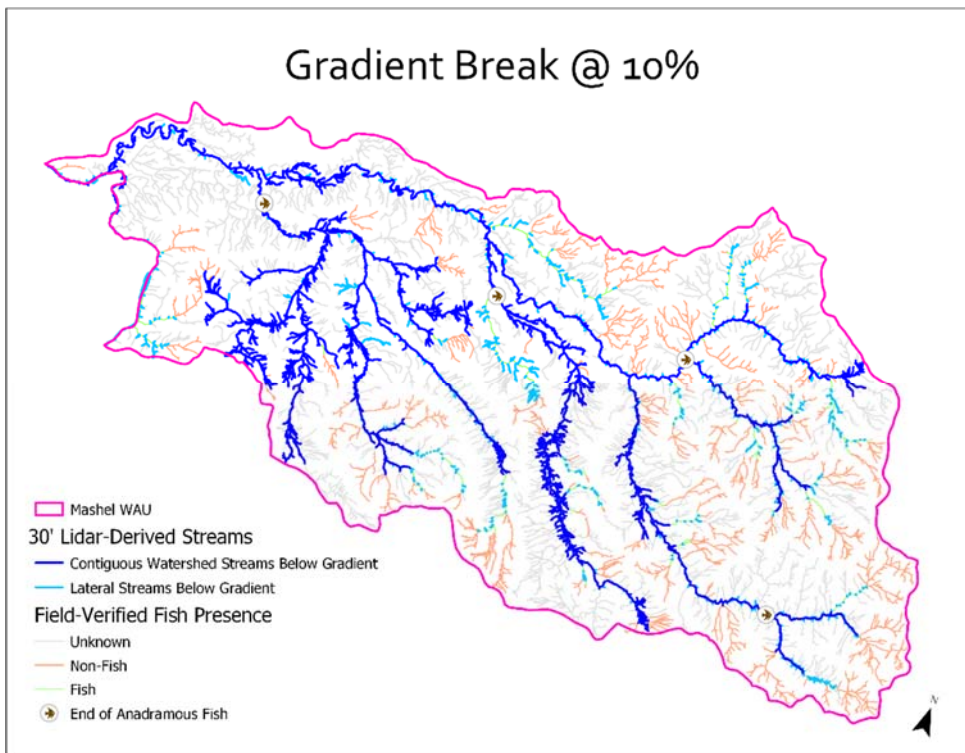 Gradient Break @ 10%
Mashel WAU
30' Lidar-Derived Streams
Contiguous Watershed Streams Below Gradient
Lateral Streams Below Gradient
Field-Verified Fish Presence
Unknown
Non-Fish
Fish
End of Anadramous Fish
N